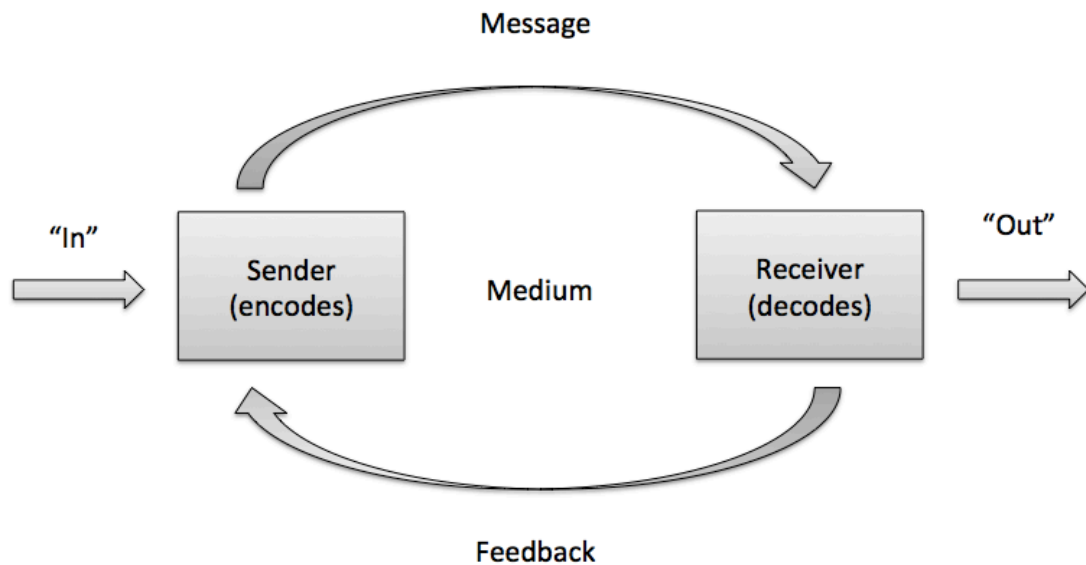 Message
“In”
Sender
(encodes)
Medium
Receiver
(decodes)
“Out”
Feedback